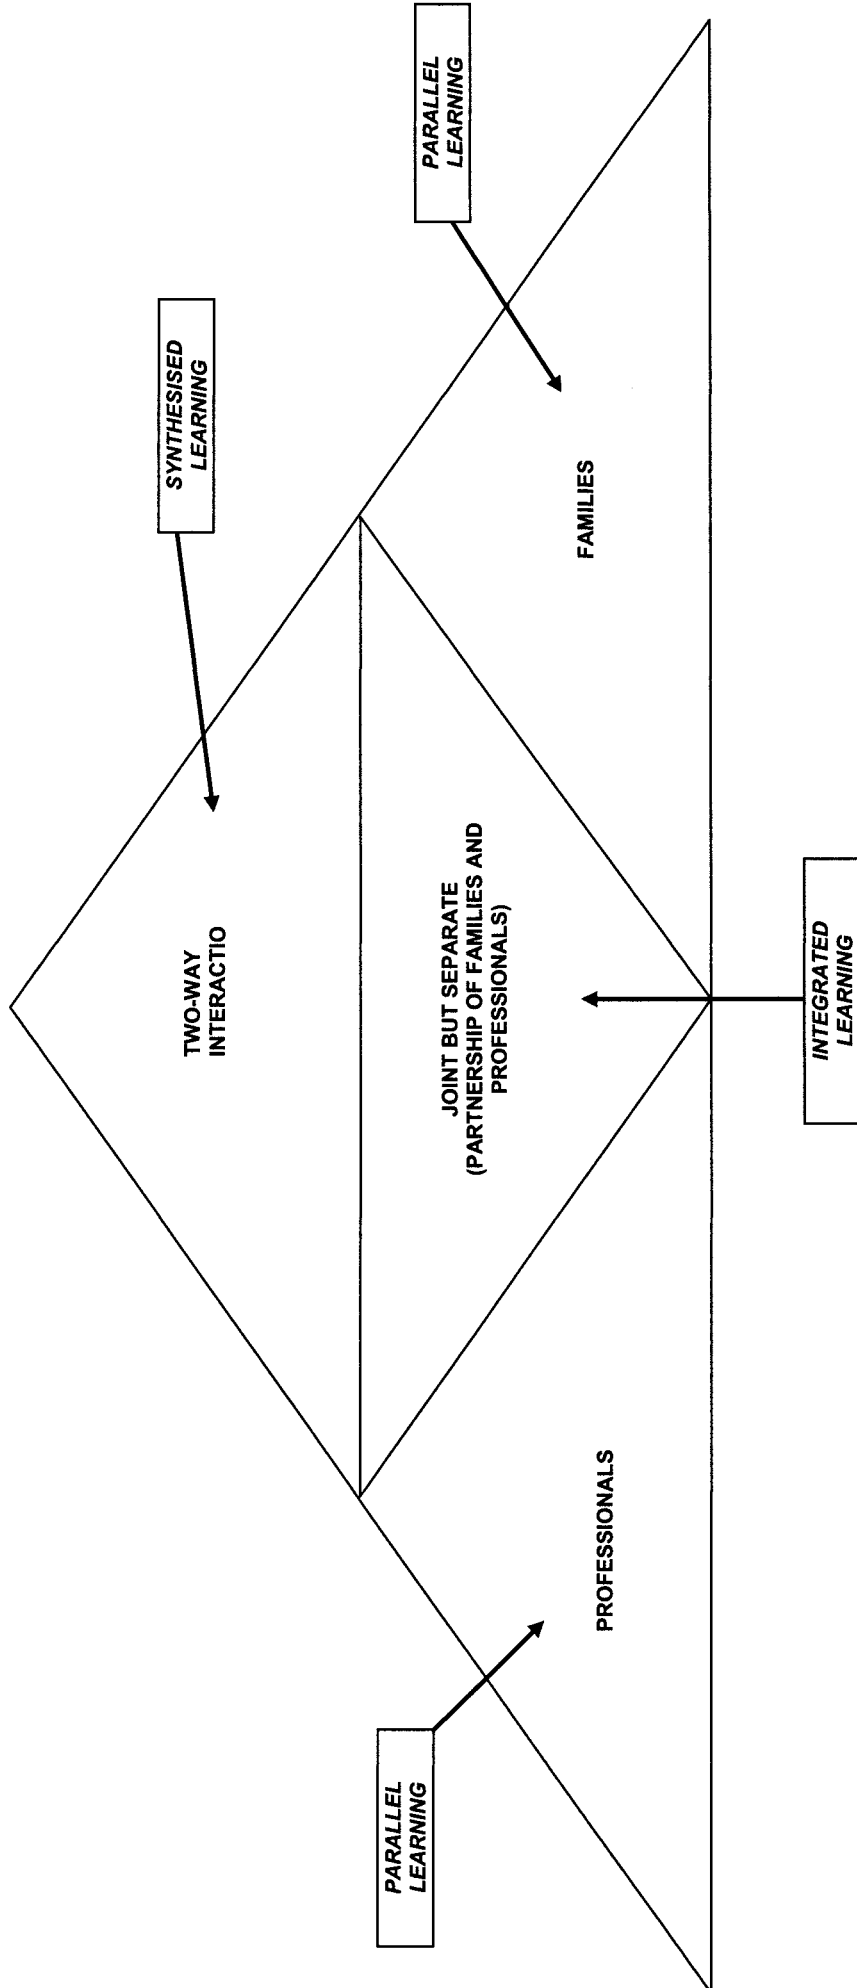 SYNTHESISED
LEARNING
TWO-WAY
INTERACTIO
PARALLEL
LEARNING
PARALLEL
LEARNING
JOINT BUT SEPARATE
(PARTNERSHIP OF FAMILIES AND
PROFESSIONALS)
PROFESSIONALS
FAMILIES
INTEGRATED
LEARNING